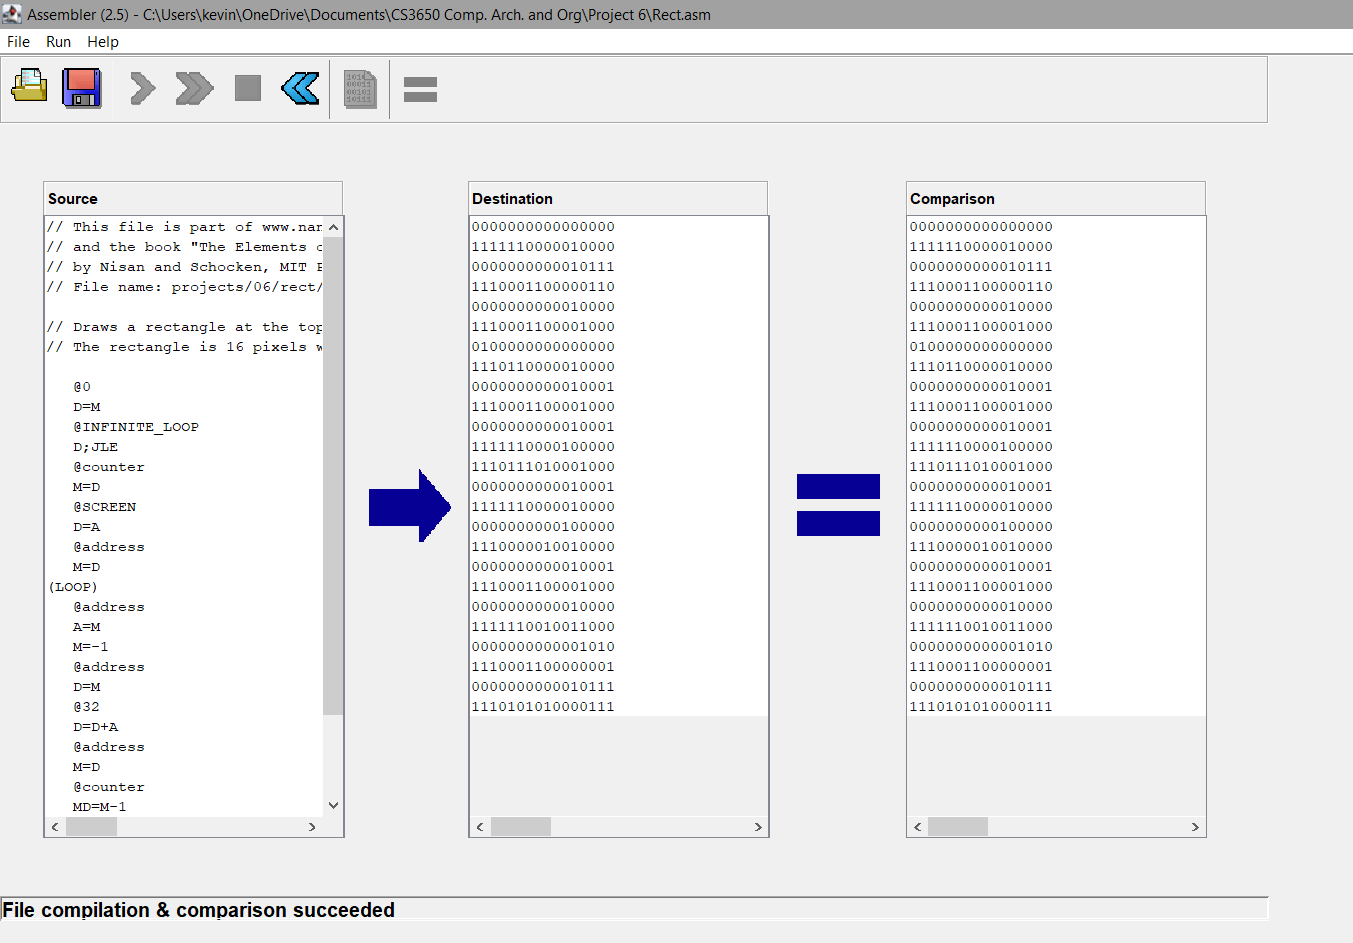 Assembler (2.5) - C:\Users\kevin\OneDrive\Documents\CS3650 Comp. Arch. and Org\Project 6\Rect.asm
File Run Help
Source
// This file is part of www.nan
// and the book "The Elements o
// by Nisan and Schocken, MIT P
// File name: projects/06/rect/
// Draws a rectangle at the top
// The rectangle is 16 pixels w
@0
D=M
@INFINITE_LOOP
D;JLE
@counter
M=D
@SCREEN
D=A
@address
M=D
(LOOP)
@address
A=M
M=-1
@address
D=M
@32
D=D+A
@address
M=D
@counter
MD=M-1
Destination
0000000000000000
1111110000010000
0000000000010111
1110001100000110
0000000000010000
1110001100001000
0100000000000000
1110110000010000
0000000000010001
1110001100001000
0000000000010001
1111110000100000
1110111010001000
0000000000010001
1111110000010000
0000000000100000
1110000010010000
0000000000010001
1110001100001000
0000000000010000
1111110010011000
0000000000001010
1110001100000001
0000000000010111
1110101010000111
Comparison
0000000000000000
1111110000010000
0000000000010111
1110001100000110
0000000000010000
1110001100001000
0100000000000000
1110110000010000
0000000000010001
1110001100001000
0000000000010001
1111110000100000
1110111010001000
0000000000010001
1111110000010000
0000000000100000
1110000010010000
0000000000010001
1110001100001000
0000000000010000
1111110010011000
0000000000001010
1110001100000001
0000000000010111
1110101010000111
File compilation & comparison succeeded